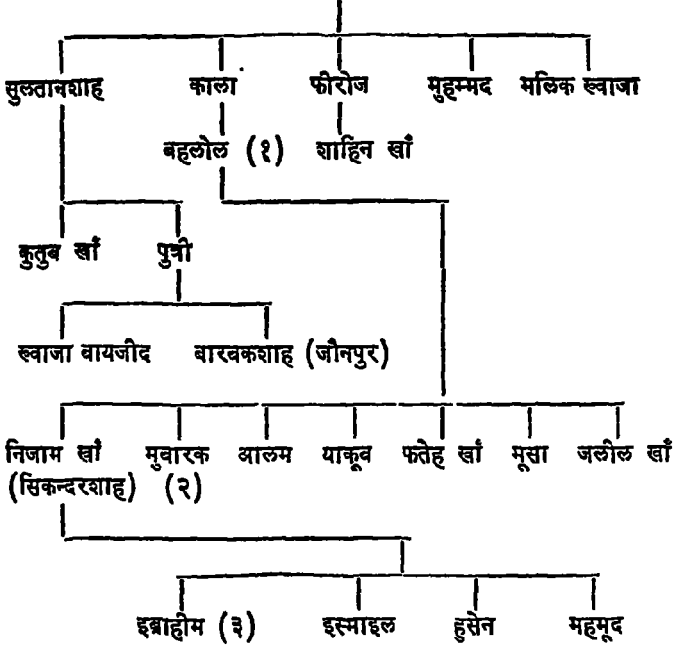 सुलतानशाह काला फीरोज मुहम्मद मलिक ख्वाजा
बहलोल (१) शाहिन खाँ
कुतुब खाँ पुत्री
ख्वाजा वायजीद बारवकशाह (जौनपुर)
निजाम खाँ मुवारक आलम याकूव फतेह खाँ मूसा जलील खाँ
(सिकन्दरशाह) (२)
इब्राहीम (३) इस्माइल हुसेन महमूद